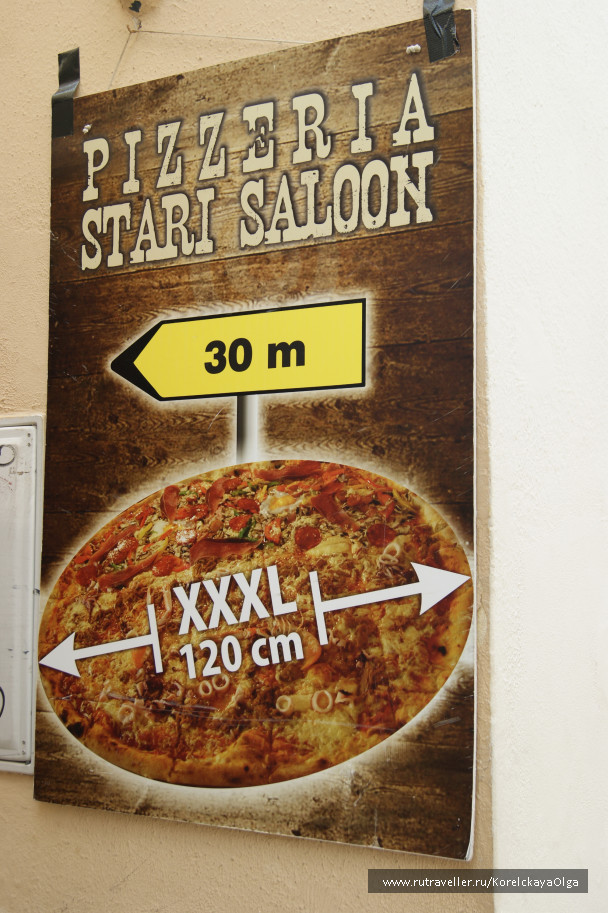 PIZZERIA
STARI SALOON
30 m
XXXL
120 cm
www.rutraveller.ru/KorelckayaOlga